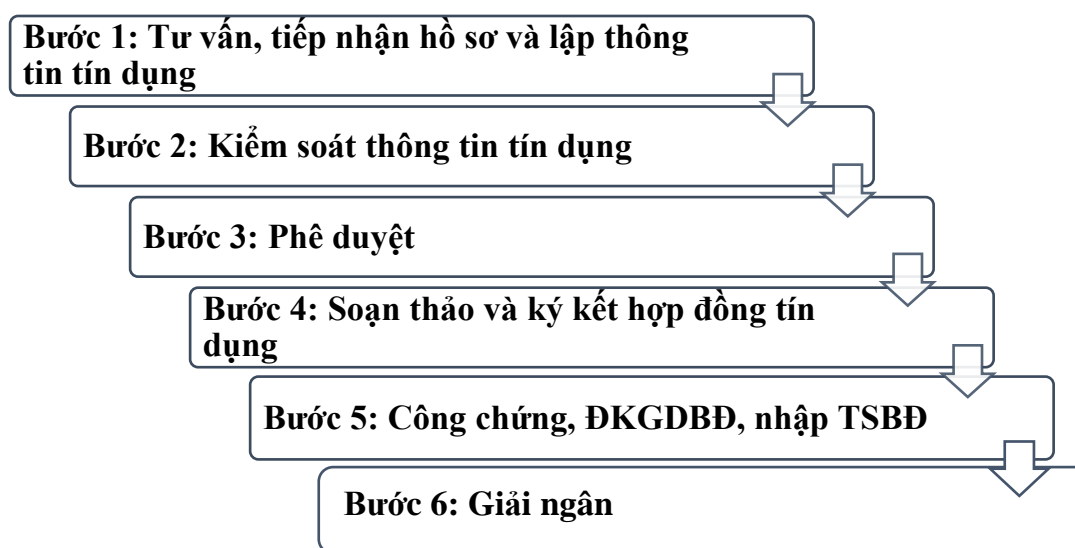 Bước 1: Tư vấn, tiếp nhận hồ sơ và lập thông
tin tín dụng
Bước 2: Kiểm soát thông tin tín dụng
Bước 3: Phê duyệt
Bước 4: Soạn thảo và ký kết hợp đồng tín
dụng
Bước 5: Công chứng, ĐKGDBĐ, nhập TSBĐ
Bước 6: Giải ngân